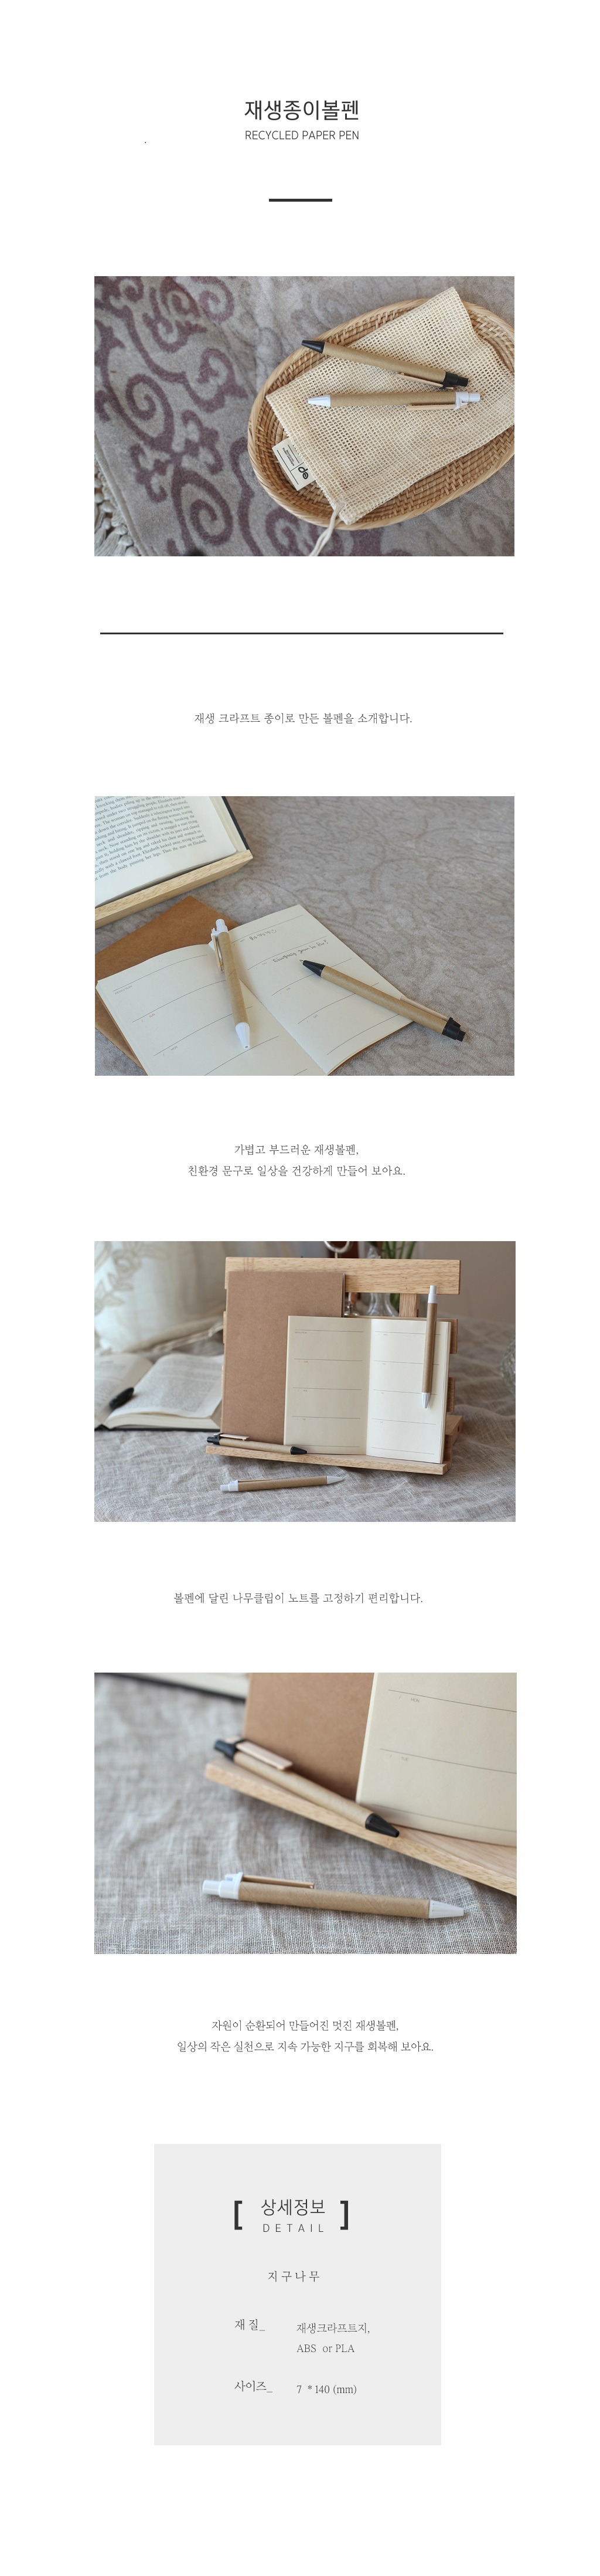 재생종이볼펜
RECYCLED PAPER PEN
재생 크라프트 종이로 만든 볼펜을 소개합니다.
가볍고 부드러운 재생볼펜,
친환경 문구로 일상을 건강하게 만들어 보아요.
볼펜에 달린 나무클립이 노트를 고정하기 편리합니다.
자원이 순환되어 만들어진 멋진 재생볼펜,
일상의 작은 실천으로 지속 가능한 지구를 회복해 보아요.
[ 상세정보 ]
DETAIL
지구나무
재질_ 재생크라프트지,
ABS or PLA
사이즈_ 7 * 140 (mm)